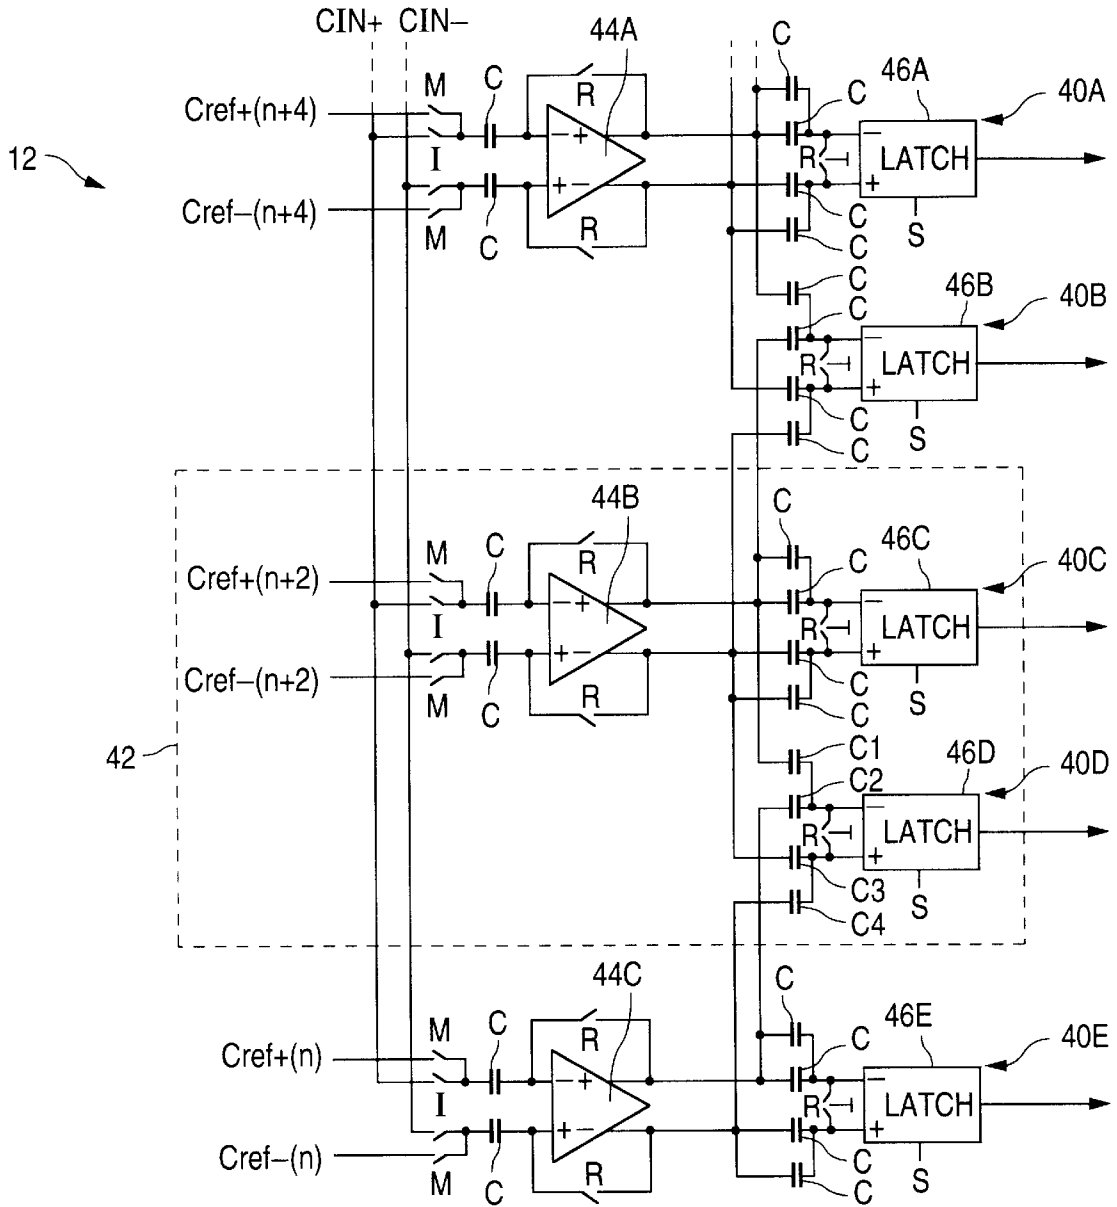 CIN+ CIN−
12
44A
C
M
C
R
46A
40A
Cref+(n+4)
C
− +
−
I
R
LATCH
+ −
+
Cref−(n+4)
M
C
R
C
S
C
C
46B
40B
C
−
R
LATCH
+
C
S
C
44B
C
M
C
R
46C
40C
Cref+(n+2)
C
− +
−
I
R
LATCH
+ −
+
Cref−(n+2)
M
C
R
C
S
C
42
C1
46D
40D
C2
−
R
LATCH
+
C3
S
C4
44C
C
M
C
R
46E
40E
Cref+(n)
C
− +
−
I
R
LATCH
+ −
+
Cref−(n)
M
C
R
C
S
C